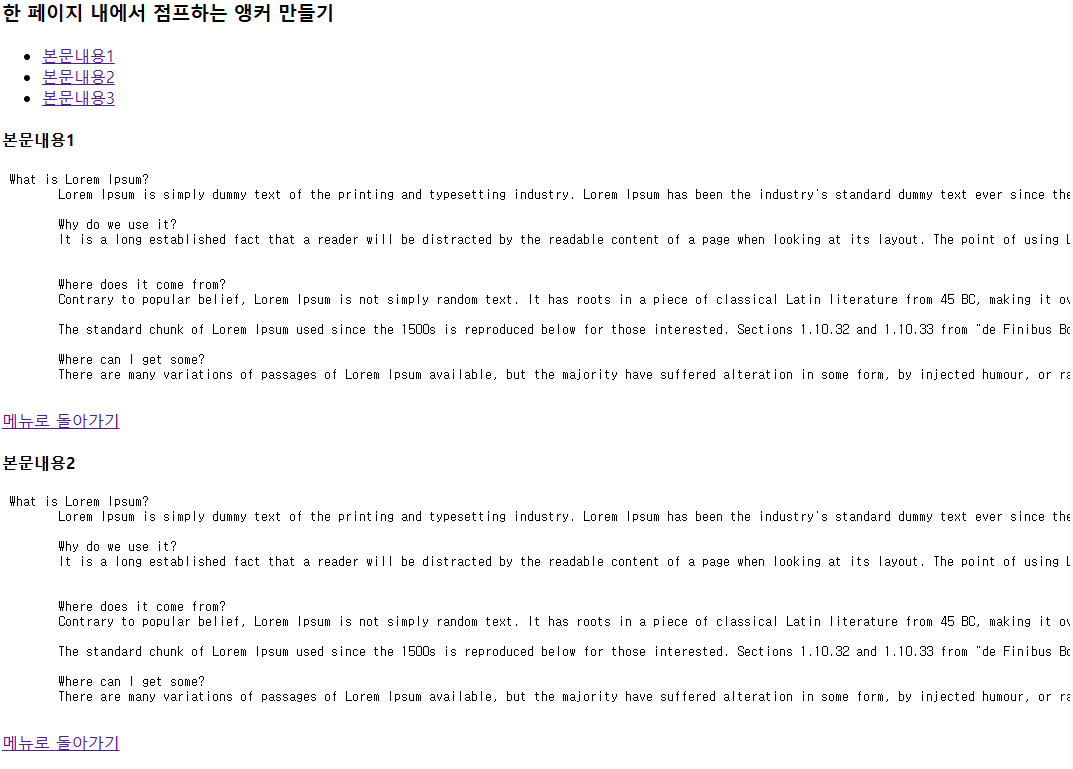 한 페이지 내에서 점프하는 앵커 만들기
본문내용1
본문내용2
본문내용3
본문내용1
What is Lorem Ipsum?
Lorem Ipsum is simply dummy text of the printing and typesetting industry. Lorem Ipsum has been the industry's standard dummy text ever since the
Why do we use it?
It is a long established fact that a reader will be distracted by the readable content of a page when looking at its layout. The point of using
Where does it come from?
Contrary to popular belief, Lorem Ipsum is not simply random text. It has roots in a piece of classical Latin literature from 45 BC, making it
The standard chunk of Lorem Ipsum used since the 1500s is reproduced below for those interested. Sections 1.10.32 and 1.10.33 from "de Finibus
Where can I get some?
There are many variations of passages of Lorem Ipsum available, but the majority have suffered alteration in some form, by injected humour, or
메뉴로 돌아가기
본문내용2
What is Lorem Ipsum?
Lorem Ipsum is simply dummy text of the printing and typesetting industry. Lorem Ipsum has been the industry's standard dummy text ever since the
Why do we use it?
It is a long established fact that a reader will be distracted by the readable content of a page when looking at its layout. The point of using
Where does it come from?
Contrary to popular belief, Lorem Ipsum is not simply random text. It has roots in a piece of classical Latin literature from 45 BC, making it
The standard chunk of Lorem Ipsum used since the 1500s is reproduced below for those interested. Sections 1.10.32 and 1.10.33 from "de Finibus
Where can I get some?
There are many variations of passages of Lorem Ipsum available, but the majority have suffered alteration in some form, by injected humour, or
메뉴로 돌아가기